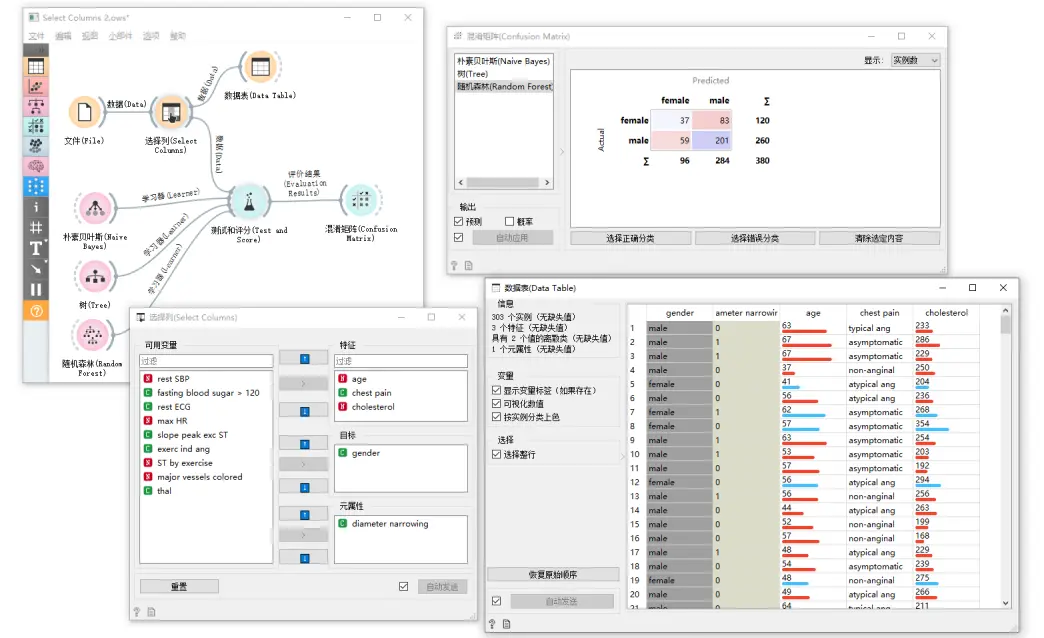 Select Columns 2.ows*
文件 编辑 视图 小部件 选项 帮助
数据(Data)
数据(Data)
数据表(Data Table)
文件(File)
选择列(Select
Columns)
数据(Data)
学习器(Learner)
学习器(Learner)
学习器(Learner)
评价结果
(Evaluation
Results)
朴素贝叶斯(Naive
Bayes)
测试和评分(Test and
Score)
混淆矩阵(Confusion
Matrix)
树(Tree)
随机森林(Random
Forest)
混淆矩阵(Confusion Matrix)
朴素贝叶斯(Naive Bayes)
树(Tree)
随机森林(Random Forest
输出
预测 概率
自动应用
显示: 实例数
Predicted
female male Σ
Actual
female 37 83 120
male 59 201 260
Σ 96 284 380
选择正确分类 选择错误分类 清除选定内容
选择列(Select Columns)
可用变量
过滤
rest SBP
fasting blood sugar > 120
rest ECG
max HR
slope peak exc ST
exerc ind ang
ST by exercise
major vessels colored
thal
特征
过滤
age
chest pain
cholesterol
目标
gender
元属性
diameter narrowing
重置 自动发送
数据表(Data Table)
信息
303 个实例 (无缺失值)
3 个特征 (无缺失值)
具有 2 个值的离散类 (无缺失值)
1 个元属性 (无缺失值)
变量
显示变量标签 (如果存在)
可视化数值
按实例分类上色
选择
选择整行
恢复原始顺序
自动发送
gender ameter narrowir age chest pain cholesterol
1 male 0 63 typical ang 233
2 male 1 67 asymptomatic 286
3 male 1 67 asymptomatic 229
4 male 0 37 non-anginal 250
5 female 0 41 atypical ang 204
6 male 0 56 atypical ang 236
7 female 1 62 asymptomatic 268
8 female 0 57 asymptomatic 354
9 male 1 63 asymptomatic 254
10 male 1 53 asymptomatic 203
11 male 0 57 asymptomatic 192
12 female 0 56 atypical ang 294
13 male 1 56 non-anginal 256
14 male 0 44 atypical ang 263
15 male 0 52 non-anginal 199
16 male 0 57 non-anginal 168
17 male 1 48 atypical ang 229
18 male 0 54 asymptomatic 239
19 female 0 48 non-anginal 275
20 male 0 49 atypical ang 266
21 male 0 64 typical ang 211